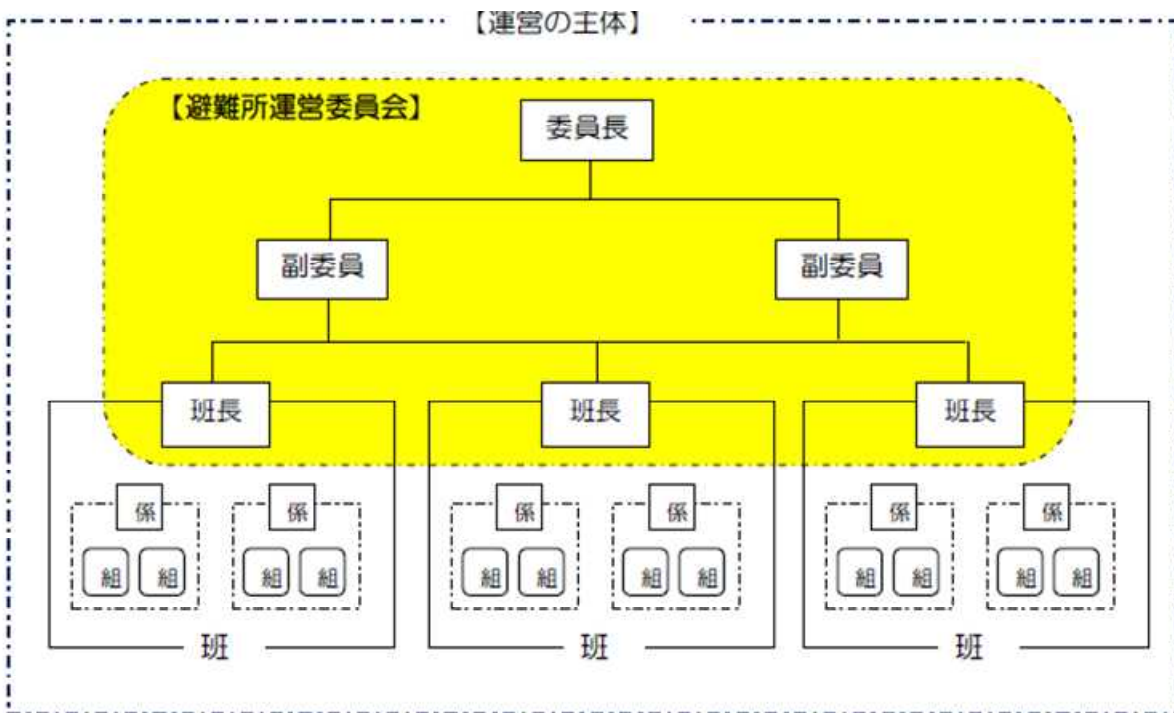 【運営の主体】
【避難所運営委員会】
委員長
副委員 副委員
班長 班長 班長
係 係 係 係 係 係
組 組 組 組 組 組 組 組 組 組 組 組
班 班 班